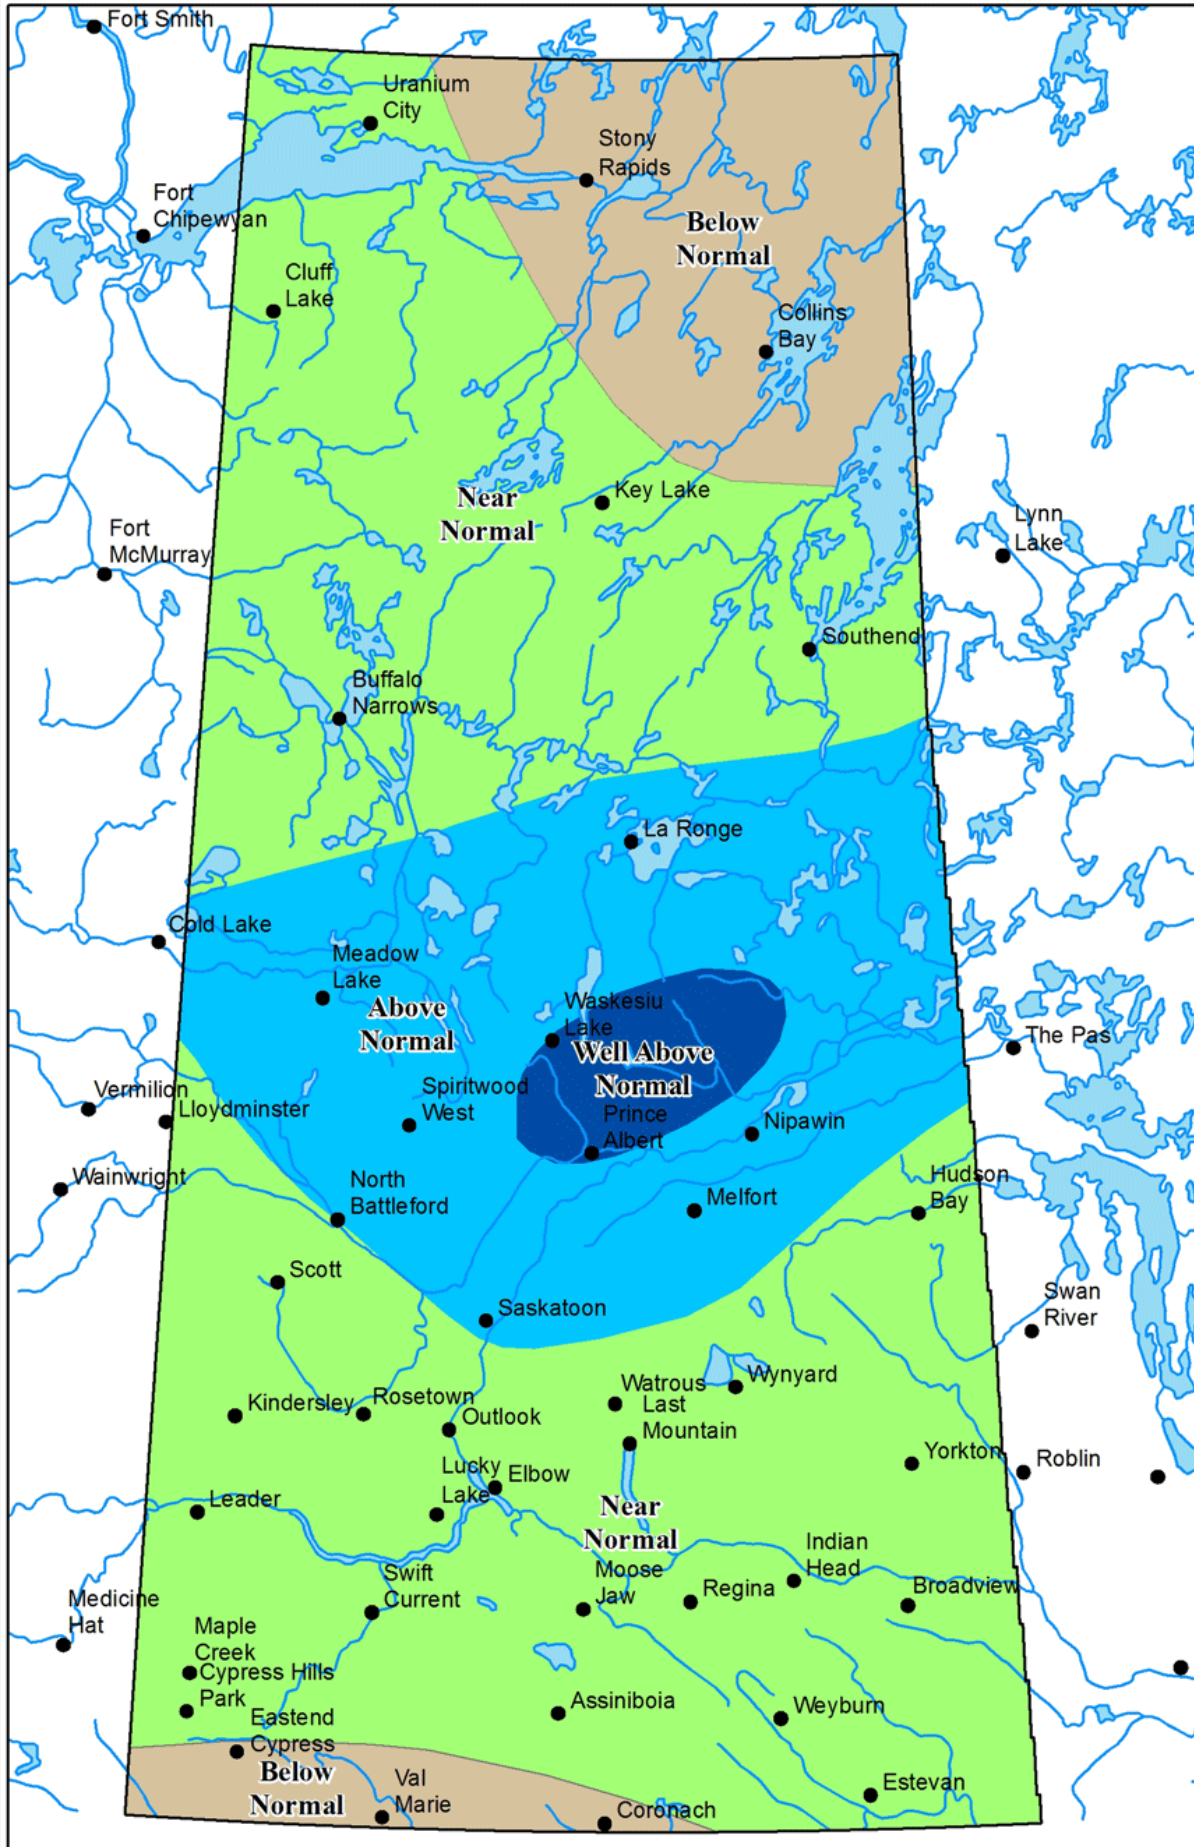 Fort Smith
Uranium
City
Stony
Rapids
Fort
Chipewyan
Below
Normal
Cluff
Lake
Collins
Bay
Near
Normal
Key Lake
Fort
McMurray
Lynn
Lake
Southend
Buffalo
Narrows
La Ronge
Cold Lake
Meadow
Lake
Above
Normal
Waskesiu
Lake
Well Above
Normal
The Pas
Vermilion
Lloydminster
Spiritwood
West
Prince
Albert
Nipawin
Wainwright
North
Battleford
Melfort
Hudson
Bay
Scott
Saskatoon
Swan
River
Kindersley
Rosetown
Outlook
Watrous
Last
Mountain
Wynyard
Lucky
Lake
Elbow
Yorkton
Roblin
Leader
Near
Normal
Indian
Head
Medicine
Hat
Swift
Current
Moose
Jaw
Regina
Broadview
Maple
Creek
Cypress Hills
Park
Assiniboia
Weyburn
Eastend
Cypress
Below
Normal
Val
Marie
Coronach
Estevan